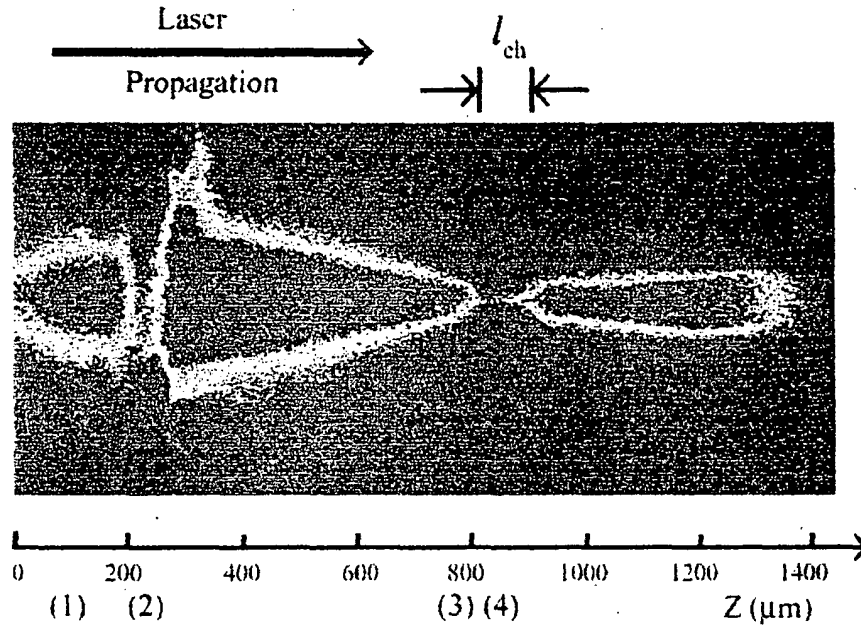 Laser
Propagation
l_ch
0 200 400 600 800 1000 1200 1400
(1) (2) (3) (4) Z (μm)